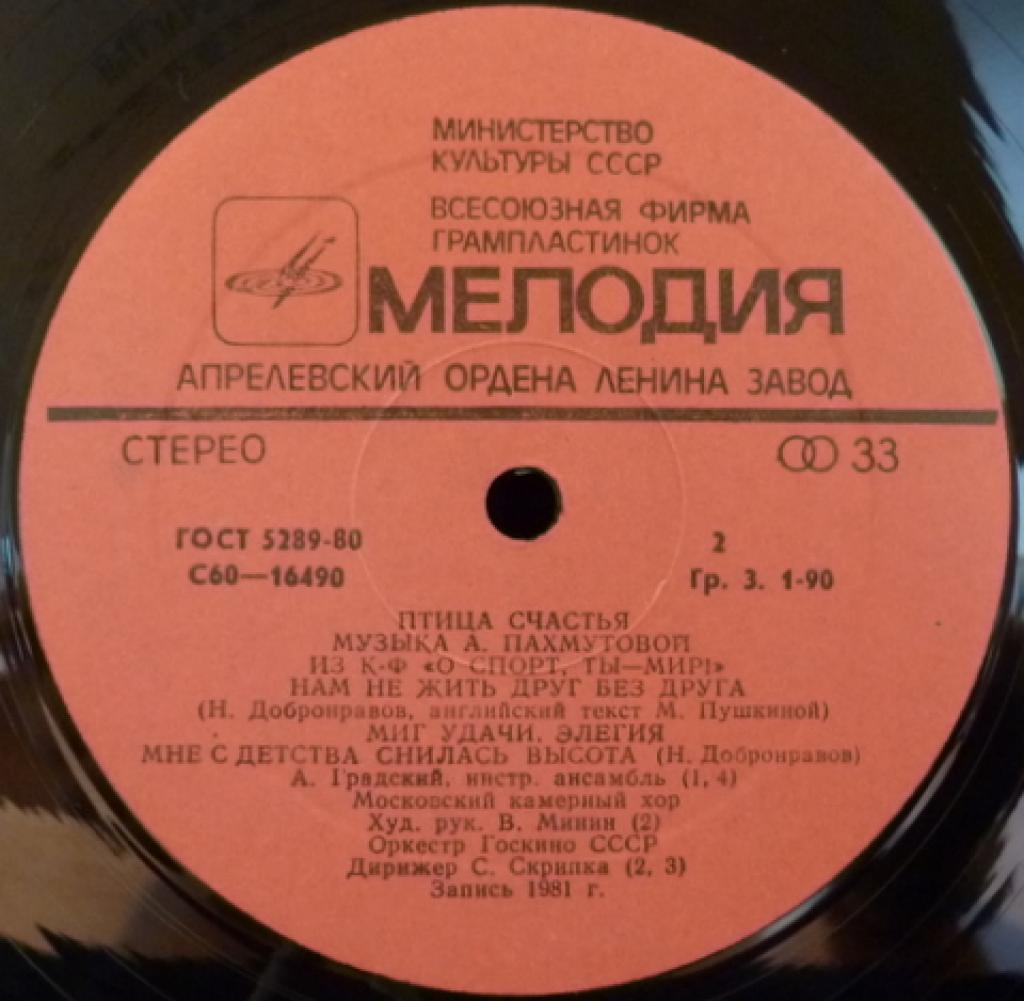 МИНИСТЕРСТВО
КУЛЬТУРЫ СССР
ВСЕСОЮЗНАЯ ФИРМА
ГРАМПЛАСТИНОК
МЕЛОДИЯ
АПРЕЛЕВСКИЙ ОРДЕНА ЛЕНИНА ЗАВОД
СТЕРЕО
33
ГОСТ 5289-80
2
С60—16490
Гр. 3. 1-90
ПТИЦА СЧАСТЬЯ
МУЗЫКА А. ПАХМУТОВОЙ
ИЗ К-Ф «О СПОРТ, ТЫ—МИР!»
НАМ НЕ ЖИТЬ ДРУГ БЕЗ ДРУГА
(Н. Добронравов, английский текст М. Пушкиной)
МИГ УДАЧИ. ЭЛЕГИЯ
МНЕ С ДЕТСТВА СНИЛАСЬ ВЫСОТА (Н. Добронравов)
А. Градский, инстр. ансамбль (1, 4)
Московский камерный хор
Худ. рук. В. Минин (2)
Оркестр Госкино СССР
Дирижер С. Скрипка (2, 3)
Запись 1981 г.